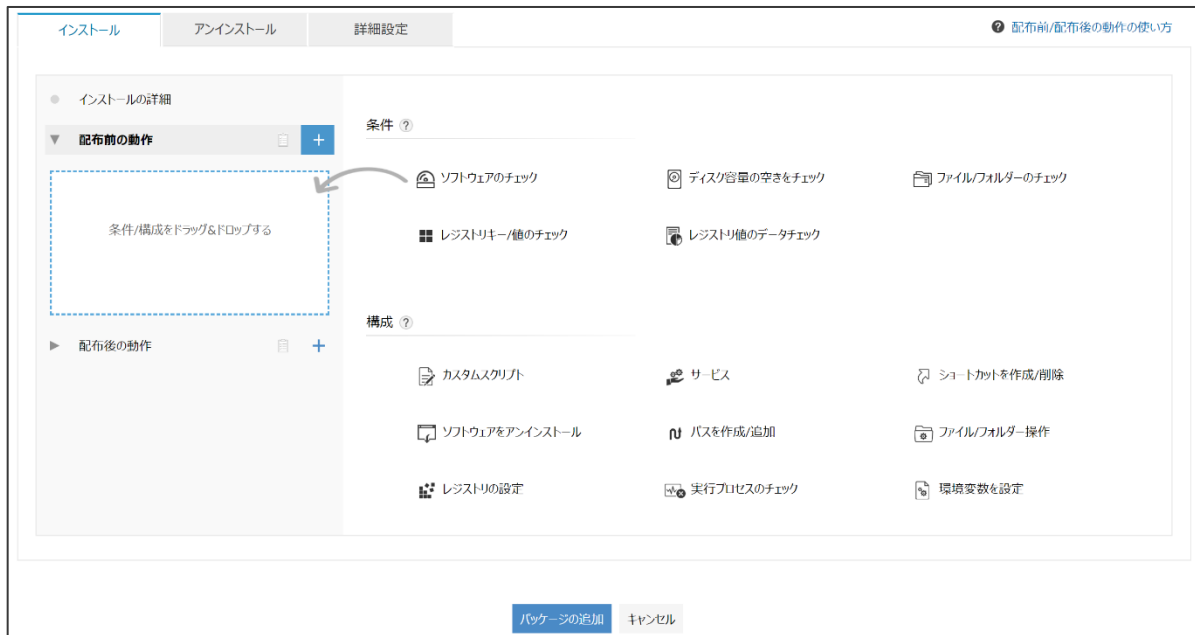 インストール
アンインストール
詳細設定
配布前/配布後の動作の使い方
インストールの詳細
配布前の動作
条件/構成をドラッグ&ドロップする
配布後の動作
条件
ソフトウェアのチェック
ディスク容量の空きをチェック
ファイル/フォルダーのチェック
レジストリキー/値のチェック
レジストリ値のデータチェック
構成
カスタムスクリプト
サービス
ショートカットを作成/削除
ソフトウェアをアンインストール
パスを作成/追加
ファイル/フォルダー操作
レジストリの設定
実行プロセスのチェック
環境変数を設定
パッケージの追加
キャンセル